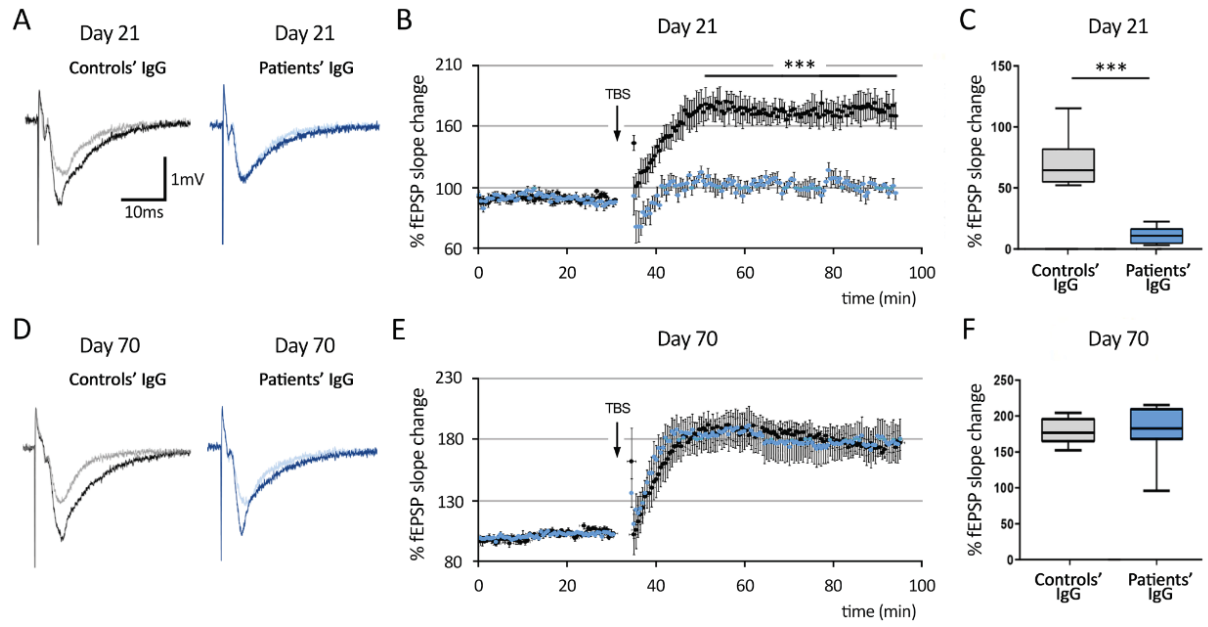 A
Day 21
Controls' IgG
Day 21
Patients' IgG
1mV
10ms
B
Day 21
% fEPSP slope change
210
160
100
60
TBS
***
0
20
40
60
80
100
time (min)
C
Day 21
% fEPSP slope change
150
100
50
0
***
Controls'
IgG
Patients'
IgG
D
Day 70
Controls' IgG
Day 70
Patients' IgG
E
Day 70
% fEPSP slope change
230
180
130
80
TBS
0
20
40
60
80
100
time (min)
F
Day 70
% fEPSP slope change
250
200
150
100
50
0
Controls'
IgG
Patients'
IgG